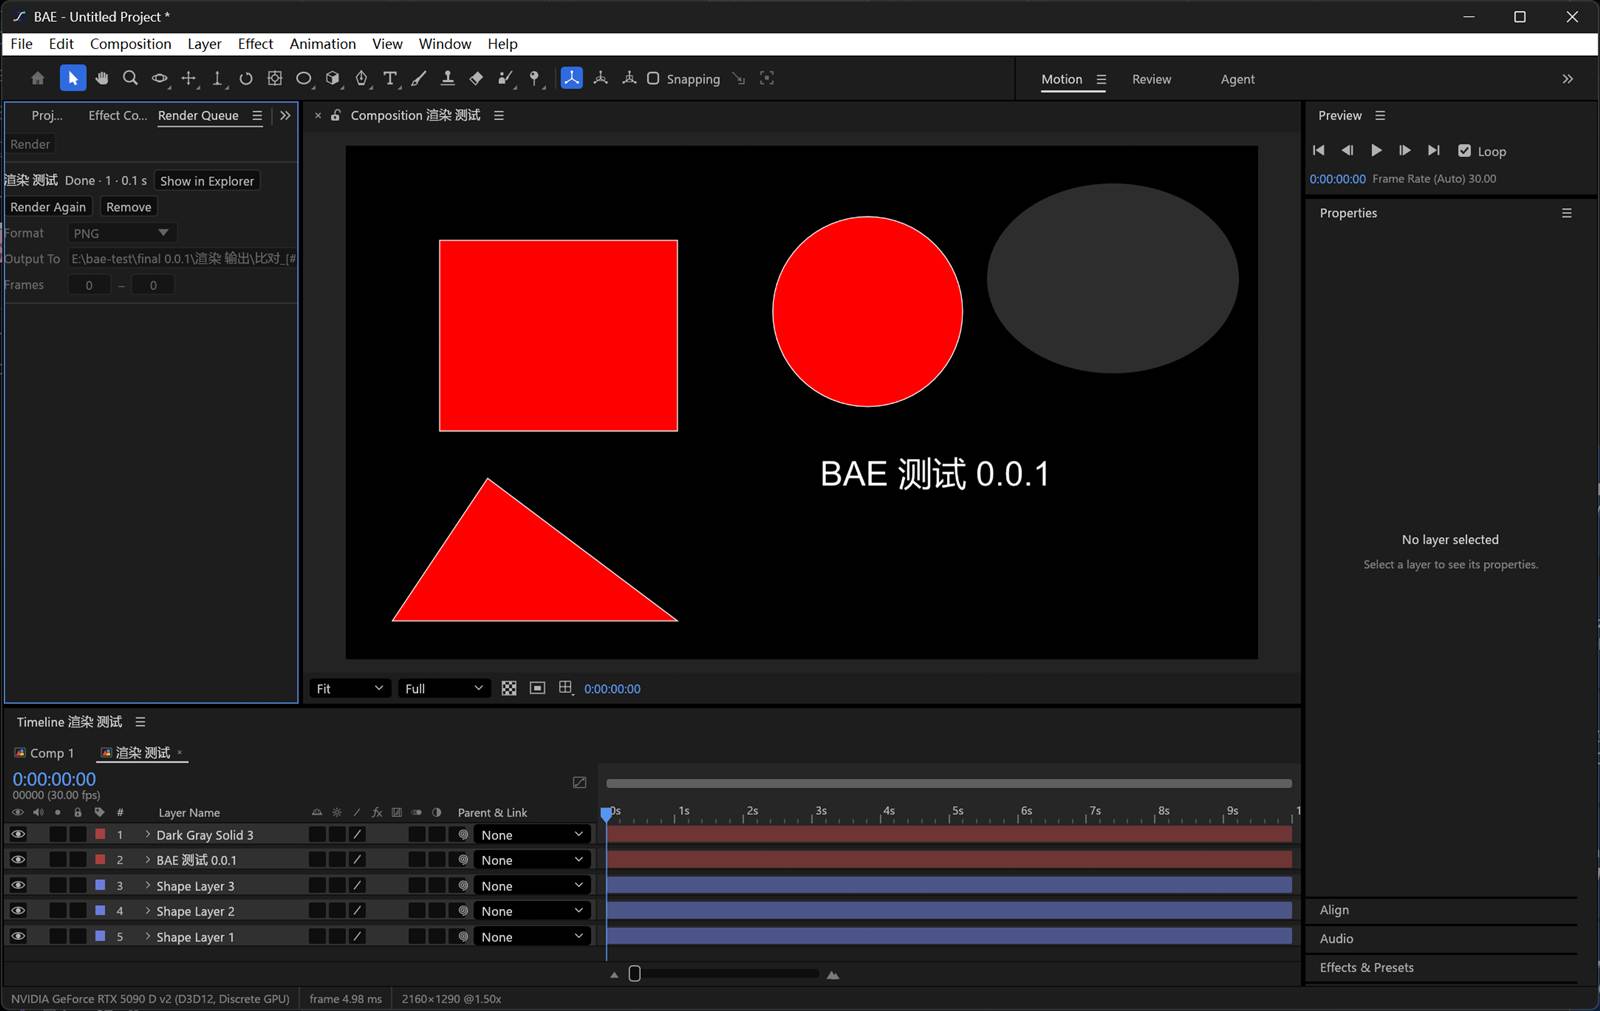 BAE - Untitled Project *
File Edit Composition Layer Effect Animation View Window Help
Snapping
Motion Review Agent
Proj... Effect Co... Render Queue
Composition 渲染 测试
Preview
Render
Loop
0:00:00:00 Frame Rate (Auto) 30.00
渲染 测试 Done · 1 · 0.1 s Show in Explorer
Render Again Remove
Format PNG
Output To E:\bae-test\final 0.0.1\渲染 输出\比对_[#
Frames 0 – 0
Properties
BAE 测试 0.0.1
No layer selected
Select a layer to see its properties.
Fit Full 0:00:00:00
Timeline 渲染 测试
Comp 1 渲染 测试
0:00:00:00
00000 (30.00 fps)
# Layer Name fx Parent & Link
0s 1s 2s 3s 4s 5s 6s 7s 8s 9s 1
1 Dark Gray Solid 3 None
2 BAE 测试 0.0.1 None
3 Shape Layer 3 None
4 Shape Layer 2 None
5 Shape Layer 1 None
Align
Audio
Effects & Presets
NVIDIA GeForce RTX 5090 D v2 (D3D12, Discrete GPU) frame 4.98 ms 2160×1290 @1.50x